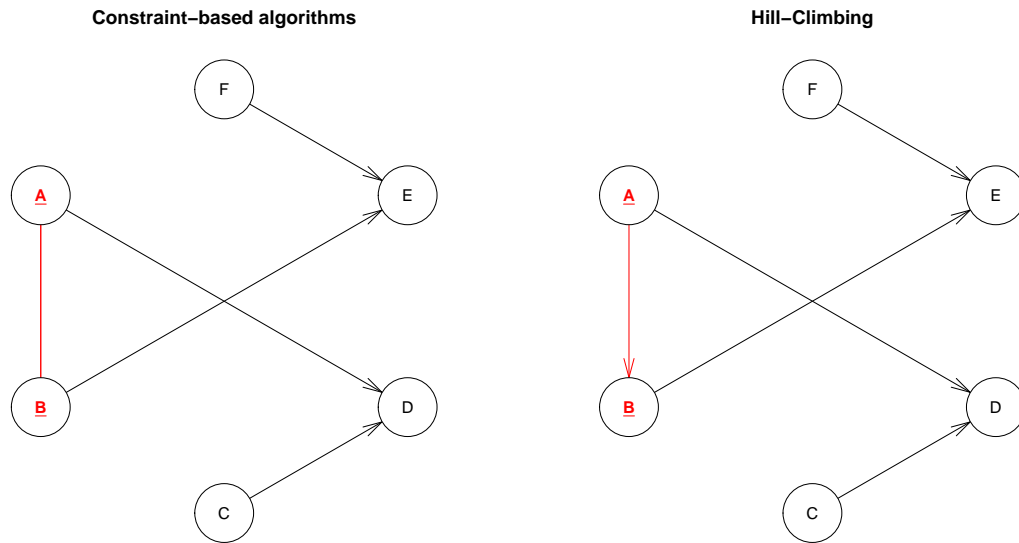 Constraint−based algorithms
F
A
E
B
D
C
Hill−Climbing
F
A
E
B
D
C